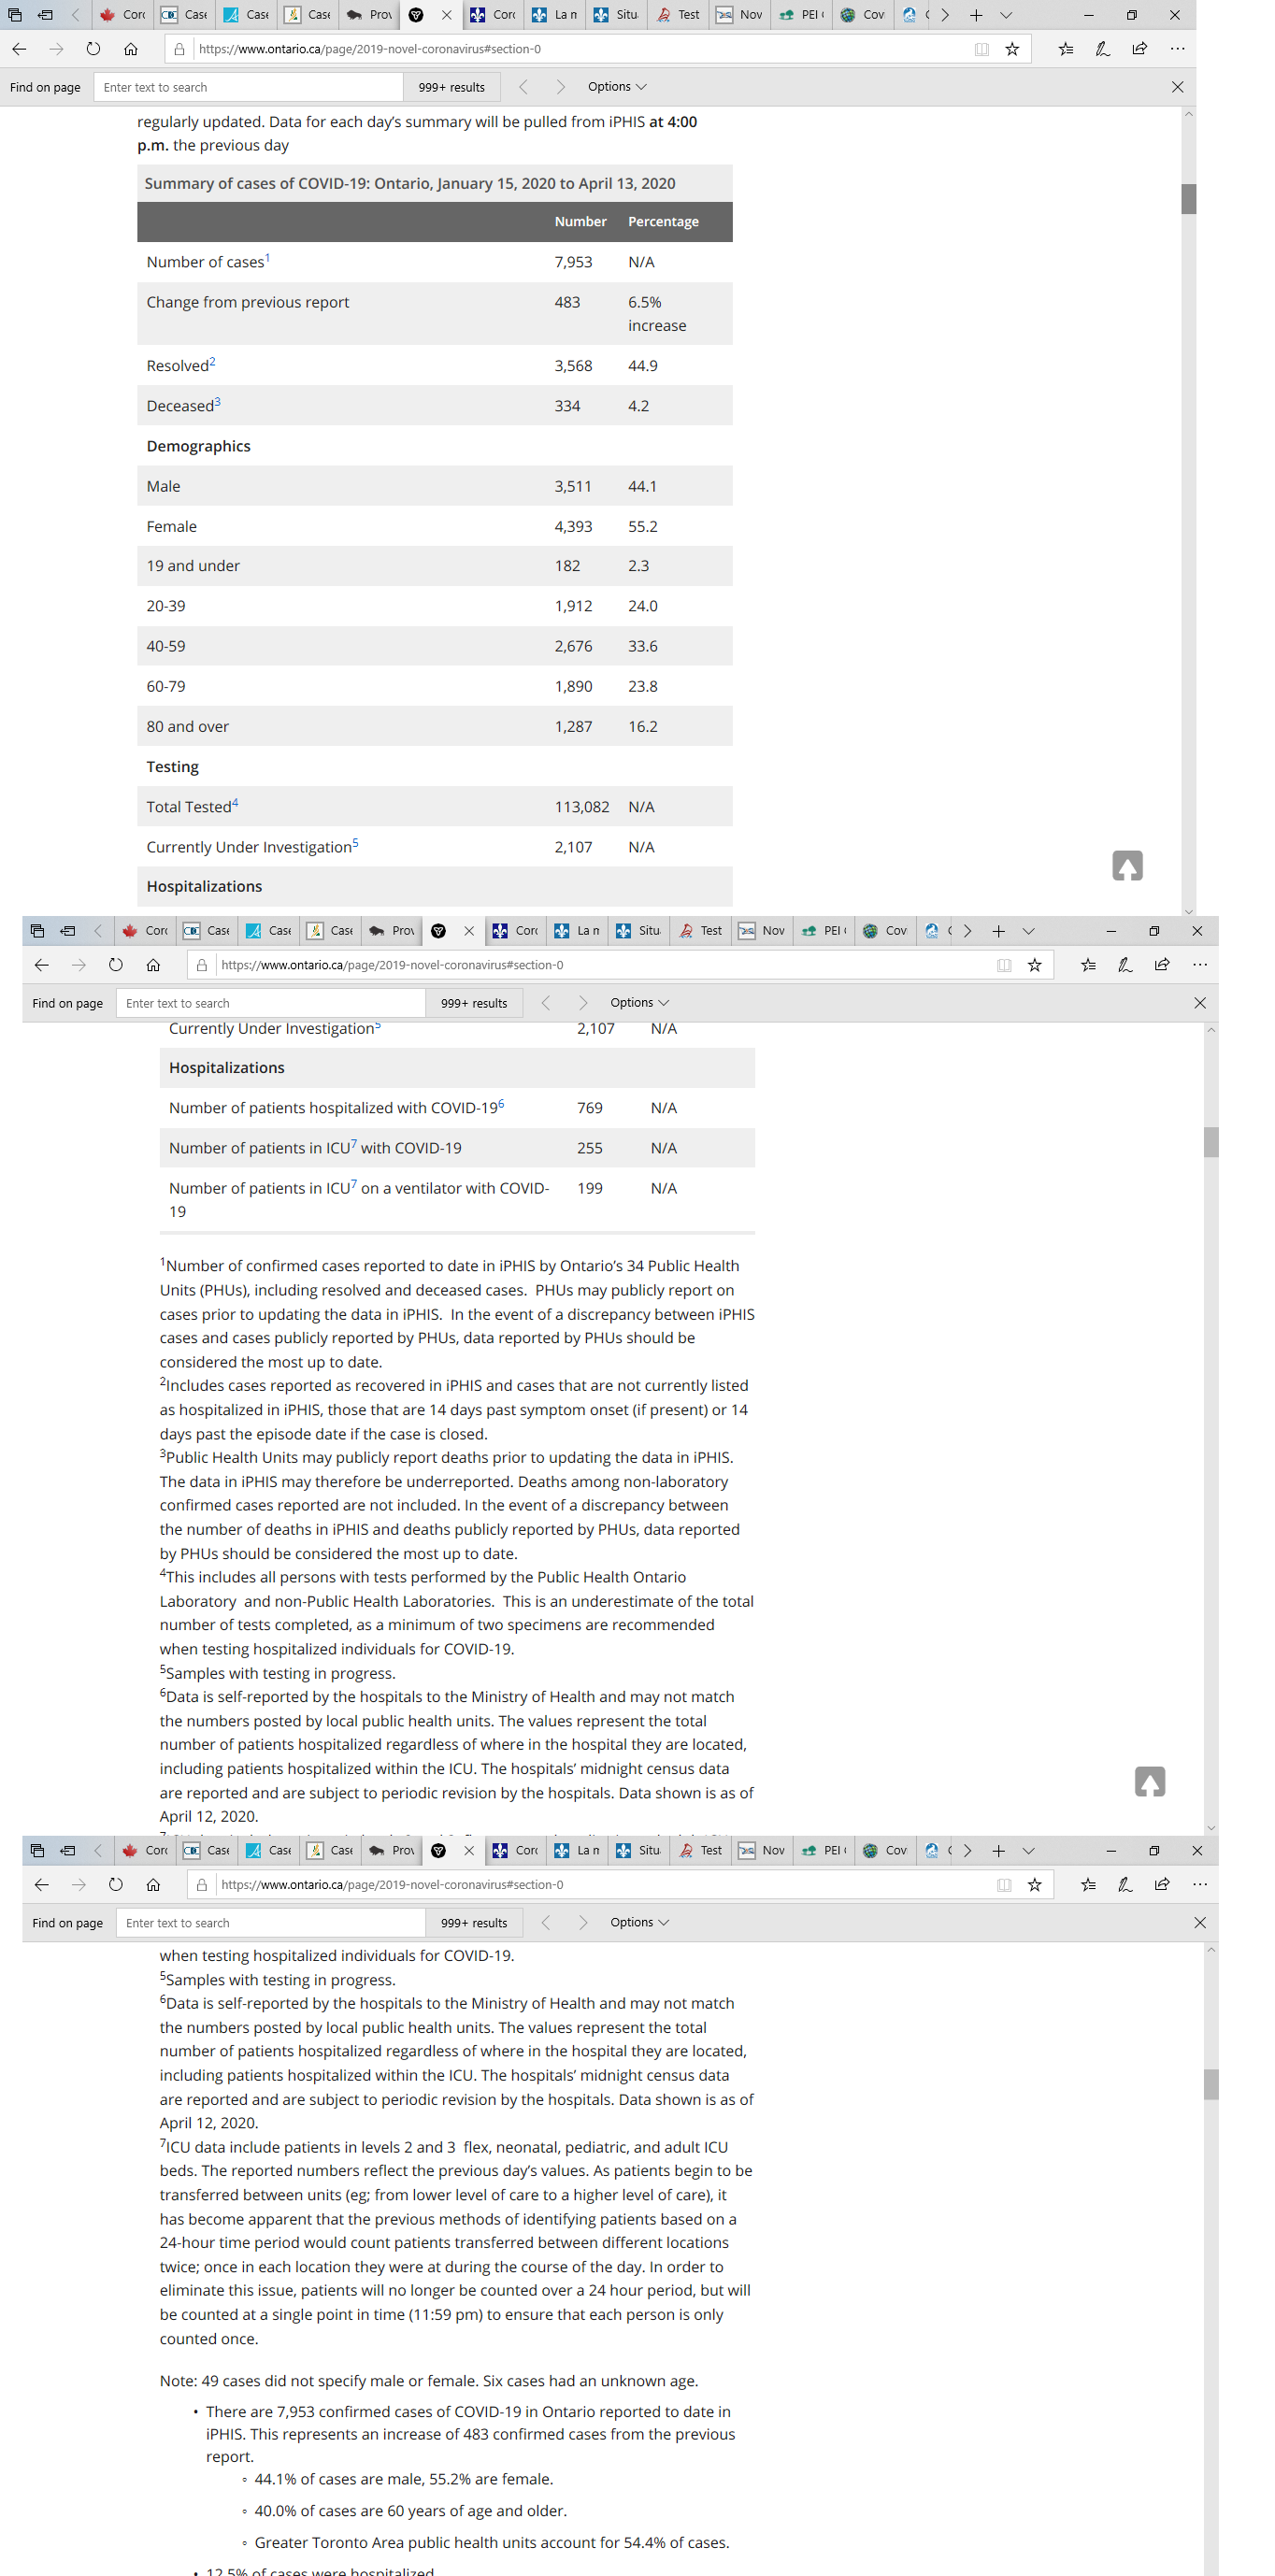 Corc Case Case Case Prov Corc La n Situ Test Nov PEI ( Cov
https://www.ontario.ca/page/2019-novel-coronavirus#section-0
Find on page Enter text to search 999+ results Options
regularly updated. Data for each day's summary will be pulled from iPHIS at 4:00
p.m. the previous day
Summary of cases of COVID-19: Ontario, January 15, 2020 to April 13, 2020
Number Percentage
Number of cases1 7,953 N/A
Change from previous report 483 6.5%
increase
Resolved2 3,568 44.9
Deceased3 334 4.2
Demographics
Male 3,511 44.1
Female 4,393 55.2
19 and under 182 2.3
20-39 1,912 24.0
40-59 2,676 33.6
60-79 1,890 23.8
80 and over 1,287 16.2
Testing
Total Tested4 113,082 N/A
Currently Under Investigation5 2,107 N/A
Hospitalizations
Corc Case Case Case Prov Corc La n Situ Test Nov PEI ( Cov
https://www.ontario.ca/page/2019-novel-coronavirus#section-0
Find on page Enter text to search 999+ results Options
Currently Under Investigation5 2,107 N/A
Hospitalizations
Number of patients hospitalized with COVID-196 769 N/A
Number of patients in ICU7 with COVID-19 255 N/A
Number of patients in ICU7 on a ventilator with COVID- 199 N/A
19
1Number of confirmed cases reported to date in iPHIS by Ontario's 34 Public Health
Units (PHUs), including resolved and deceased cases. PHUs may publicly report on
cases prior to updating the data in iPHIS. In the event of a discrepancy between iPHIS
cases and cases publicly reported by PHUs, data reported by PHUs should be
considered the most up to date.
2Includes cases reported as recovered in iPHIS and cases that are not currently listed
as hospitalized in iPHIS, those that are 14 days past symptom onset (if present) or 14
days past the episode date if the case is closed.
3Public Health Units may publicly report deaths prior to updating the data in iPHIS.
The data in iPHIS may therefore be underreported. Deaths among non-laboratory
confirmed cases reported are not included. In the event of a discrepancy between
the number of deaths in iPHIS and deaths publicly reported by PHUs, data reported
by PHUs should be considered the most up to date.
4This includes all persons with tests performed by the Public Health Ontario
Laboratory and non-Public Health Laboratories. This is an underestimate of the total
number of tests completed, as a minimum of two specimens are recommended
when testing hospitalized individuals for COVID-19.
5Samples with testing in progress.
6Data is self-reported by the hospitals to the Ministry of Health and may not match
the numbers posted by local public health units. The values represent the total
number of patients hospitalized regardless of where in the hospital they are located,
including patients hospitalized within the ICU. The hospitals' midnight census data
are reported and are subject to periodic revision by the hospitals. Data shown is as of
April 12, 2020.
Corc Case Case Case Prov Corc La n Situ Test Nov PEI ( Cov
https://www.ontario.ca/page/2019-novel-coronavirus#section-0
Find on page Enter text to search 999+ results Options
when testing hospitalized individuals for COVID-19.
5Samples with testing in progress.
6Data is self-reported by the hospitals to the Ministry of Health and may not match
the numbers posted by local public health units. The values represent the total
number of patients hospitalized regardless of where in the hospital they are located,
including patients hospitalized within the ICU. The hospitals' midnight census data
are reported and are subject to periodic revision by the hospitals. Data shown is as of
April 12, 2020.
7ICU data include patients in levels 2 and 3 flex, neonatal, pediatric, and adult ICU
beds. The reported numbers reflect the previous day's values. As patients begin to be
transferred between units (eg; from lower level of care to a higher level of care), it
has become apparent that the previous methods of identifying patients based on a
24-hour time period would count patients transferred between different locations
twice; once in each location they were at during the course of the day. In order to
eliminate this issue, patients will no longer be counted over a 24 hour period, but will
be counted at a single point in time (11:59 pm) to ensure that each person is only
counted once.
Note: 49 cases did not specify male or female. Six cases had an unknown age.
• There are 7,953 confirmed cases of COVID-19 in Ontario reported to date in
iPHIS. This represents an increase of 483 confirmed cases from the previous
report.
◦ 44.1% of cases are male, 55.2% are female.
◦ 40.0% of cases are 60 years of age and older.
◦ Greater Toronto Area public health units account for 54.4% of cases.
• 12.5% of cases were hospitalized